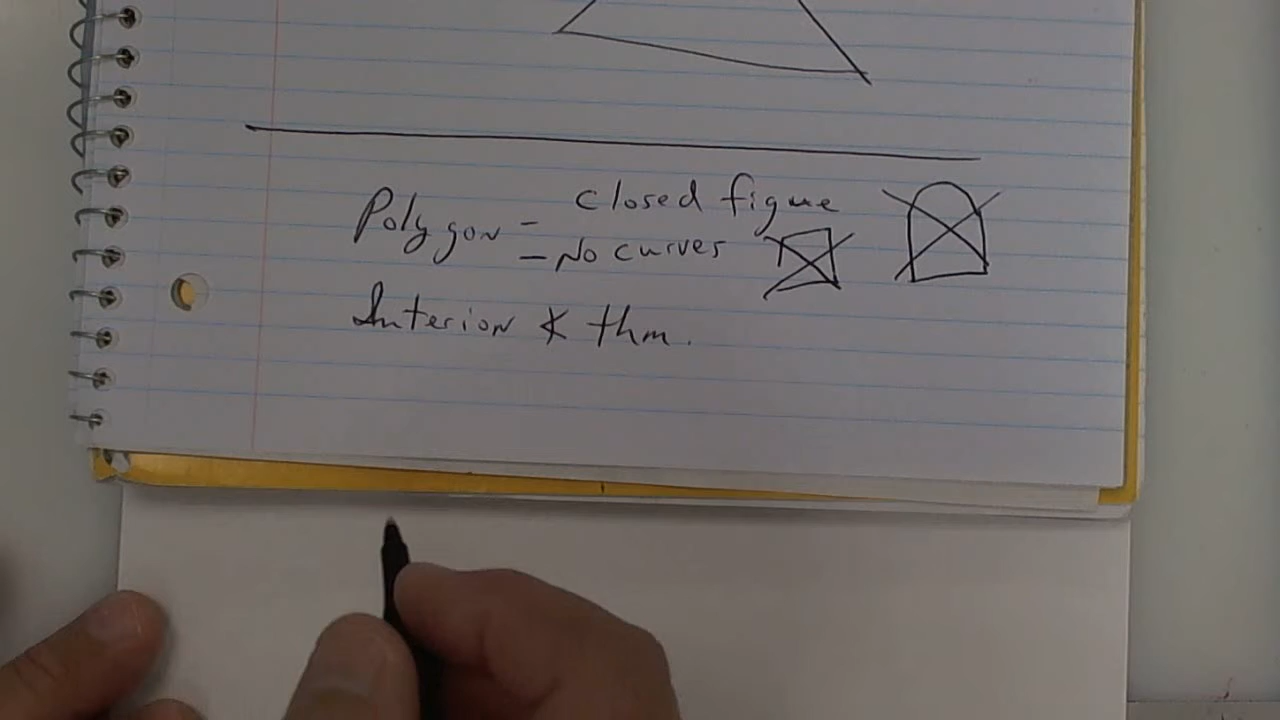 Polygon - closed figure
- No curves
Interior ∡ thm.